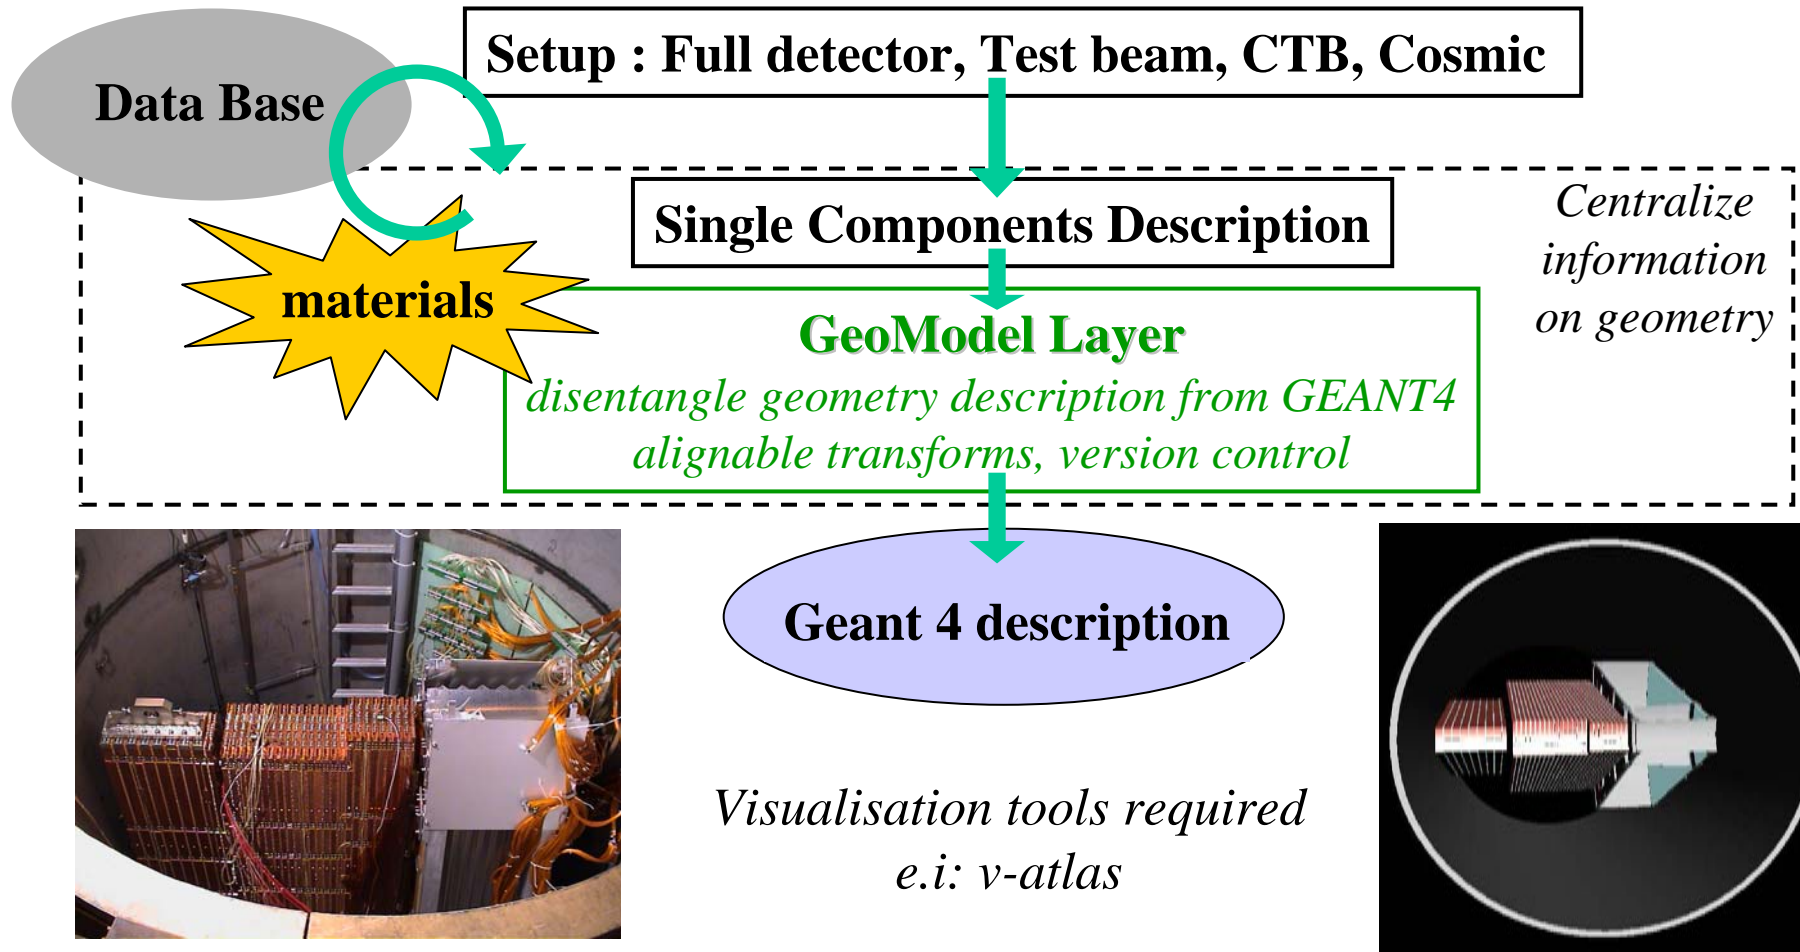 Setup : Full detector, Test beam, CTB, Cosmic
Data Base
Single Components Description
Centralize
information
on geometry
materials
GeoModel Layer
disentangle geometry description from GEANT4
alignable transforms, version control
Geant 4 description
Visualisation tools required
e.i: v-atlas